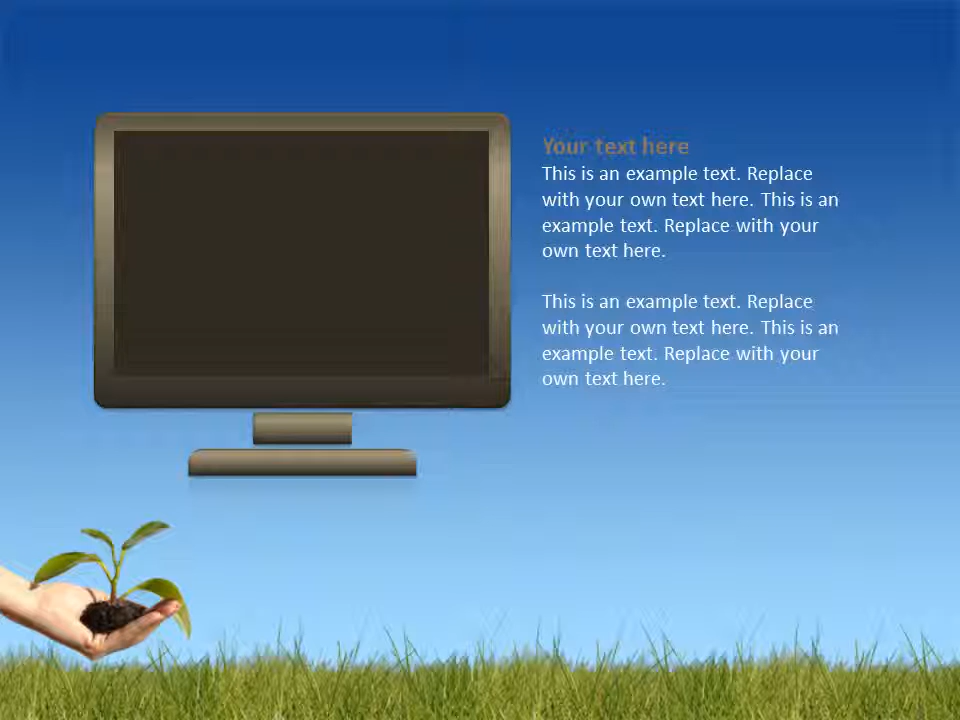 Your text here
This is an example text. Replace
with your own text here. This is an
example text. Replace with your
own text here.
This is an example text. Replace
with your own text here. This is an
example text. Replace with your
own text here.